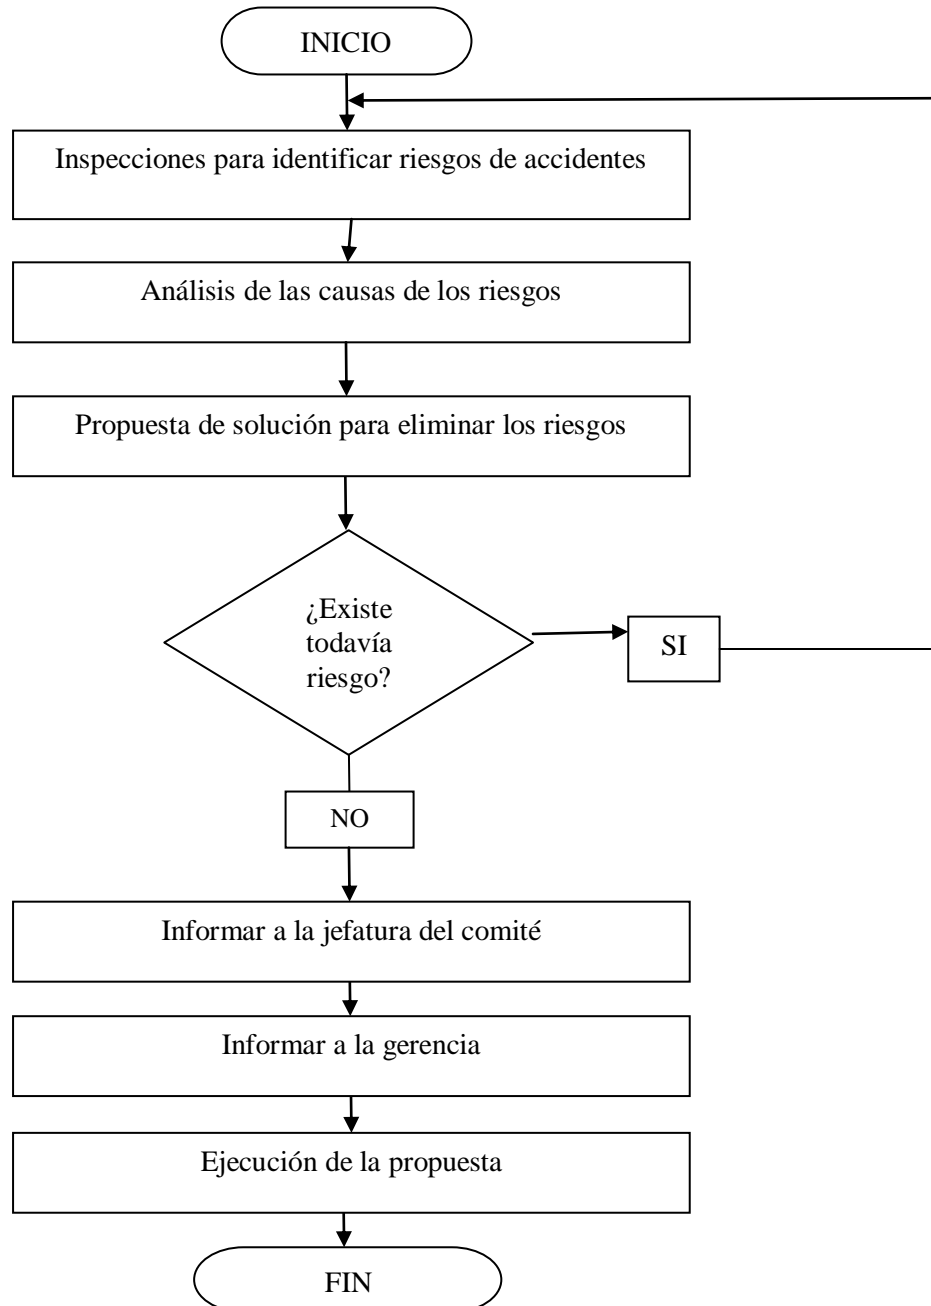 INICIO
Inspecciones para identificar riesgos de accidentes
Análisis de las causas de los riesgos
Propuesta de solución para eliminar los riesgos
¿Existe
todavía
riesgo?
SI
NO
Informar a la jefatura del comité
Informar a la gerencia
Ejecución de la propuesta
FIN